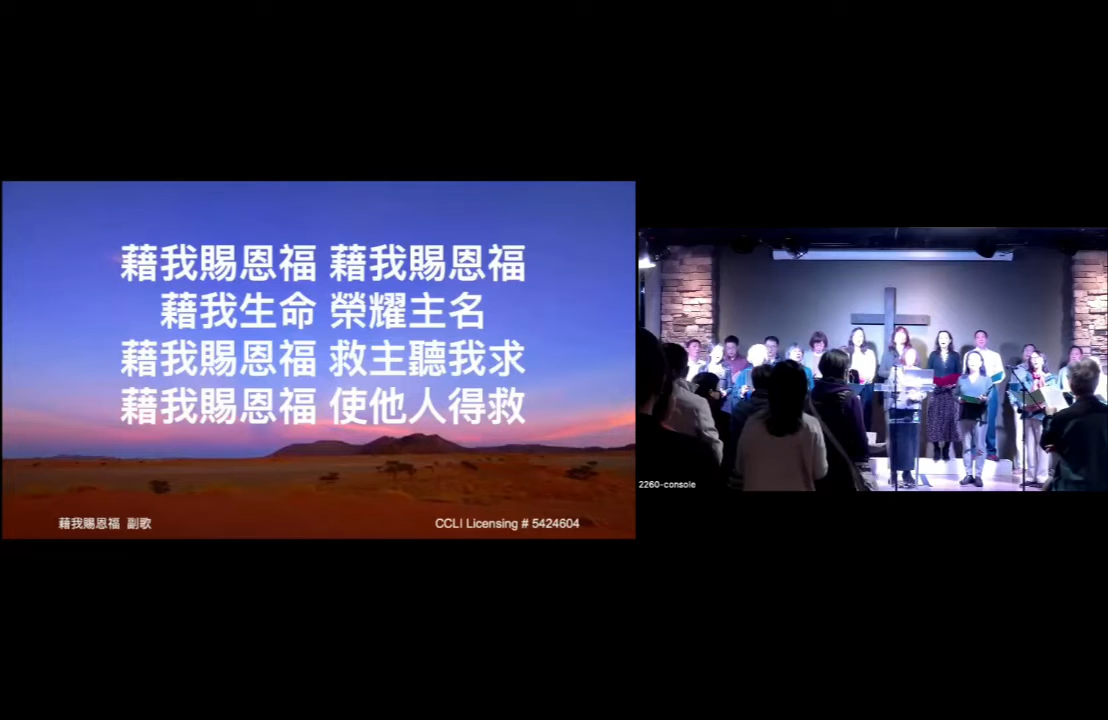 藉我賜恩福 藉我賜恩福
藉我生命 榮耀主名
藉我賜恩福 救主聽我求
藉我賜恩福 使他人得救
藉我賜恩福 副歌
CCLI Licensing # 5424604
2260-console